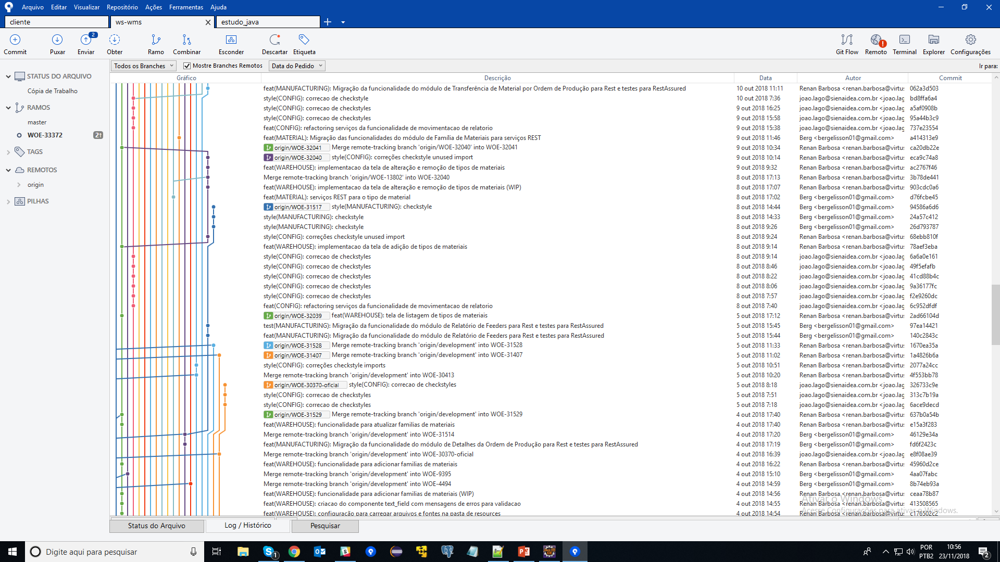 Arquivo Editar Visualizar Repositório Ações Ferramentas Ajuda
cliente ws-wms estudo_java
2
Commit Puxar Enviar Obter Ramo Combinar Esconder Descartar Etiqueta Git Flow Remoto Terminal Explorer Configurações
Todos os Branches Mostre Branches Remotos Data do Pedido Ir para:
STATUS DO ARQUIVO
Cópia de Trabalho
RAMOS
master
WOE-33372 2↑
TAGS
REMOTOS
origin
PILHAS
Gráfico Descrição Data Autor Commit
feat(MANUFACTURING): Migração da funcionalidade do módulo de Transferência de Material por Ordem de Produção para Rest e testes para RestAssured 10 out 2018 11:11 Renan Barbosa <renan.barbosa@virtus 062a3d503
style(CONFIG): correcao de checkstyle 10 out 2018 7:36 joao.lago@sienaidea.com.br <joao.lag bd8ffa6a4
style(CONFIG): correcao de checkstyles 9 out 2018 16:25 joao.lago@sienaidea.com.br <joao.lag a5af0908b
style(CONFIG): correcao de checkstyles 9 out 2018 15:58 joao.lago@sienaidea.com.br <joao.lag 95a44b3c9
feat(CONFIG): refactoring serviços da funcionalidade de movimentacao de relatorio 9 out 2018 15:38 joao.lago@sienaidea.com.br <joao.lag 737e23554
feat(MATERIAL): Migração das funcionalidades do módulo de Família de Materiais para serviços REST 9 out 2018 11:46 Berg <bergelisson01@gmail.com> a414313e9
origin/WOE-32041 Merge remote-tracking branch 'origin/WOE-32040' into WOE-32041 9 out 2018 10:34 Renan Barbosa <renan.barbosa@virtus ca20db22e
origin/WOE-32040 style(CONFIG): correções checkstyle unused import 9 out 2018 10:14 Renan Barbosa <renan.barbosa@virtus eca9c74a8
feat(WAREHOUSE): implementacao da tela de alteração e remoção de tipos de materiais 9 out 2018 9:32 Renan Barbosa <renan.barbosa@virtus ac2767f46
Merge remote-tracking branch 'origin/WOE-13802' into WOE-32040 8 out 2018 17:13 Renan Barbosa <renan.barbosa@virtus 3b78de441
feat(WAREHOUSE): implementacao da tela de alteração e remoção de tipos de materiais (WIP) 8 out 2018 17:07 Renan Barbosa <renan.barbosa@virtus 903cdc0a6
feat(MATERIAL): serviços REST para o tipo de material 8 out 2018 17:02 Berg <bergelisson01@gmail.com> d76fcbe45
origin/WOE-31517 style(MANUFACTURING): checkstyle 8 out 2018 14:44 Berg <bergelisson01@gmail.com> 94586a6d6
style(MANUFACTURING): checkstyle 8 out 2018 14:33 Berg <bergelisson01@gmail.com> 24a57c412
style(MANUFACTURING): checkstyle 8 out 2018 9:26 Berg <bergelisson01@gmail.com> 26d793787
style(CONFIG): correções checkstyle unused import 8 out 2018 9:24 Renan Barbosa <renan.barbosa@virtus 68ebb810f
feat(WAREHOUSE): implementacao da tela de adição de tipos de materiais 8 out 2018 9:14 Renan Barbosa <renan.barbosa@virtus 78aef3eba
style(CONFIG): correcao de checkstyles 8 out 2018 9:14 joao.lago@sienaidea.com.br <joao.lag 6a6a0e161
style(CONFIG): correcao de checkstyles 8 out 2018 8:46 joao.lago@sienaidea.com.br <joao.lag 49f5efafb
style(CONFIG): correcao de checkstyles 8 out 2018 8:22 joao.lago@sienaidea.com.br <joao.lag 41cd88b4c
style(CONFIG): correcao de checkstyles 8 out 2018 8:06 joao.lago@sienaidea.com.br <joao.lag 9a36177fc
style(CONFIG): correcao de checkstyles 8 out 2018 7:57 joao.lago@sienaidea.com.br <joao.lag f2e9260dc
feat(CONFIG): refactoring serviços da funcionalidade de movimentacao de relatorio 8 out 2018 7:40 joao.lago@sienaidea.com.br <joao.lag 6c952dfdf
origin/WOE-32039 feat(WAREHOUSE): tela de listagem de tipos de materiais 5 out 2018 17:12 Renan Barbosa <renan.barbosa@virtus 2ad66104d
test(MANUFACTURING): Migração da funcionalidade do módulo de Relatório de Feeders para Rest e testes para RestAssured 5 out 2018 15:45 Renan Barbosa <renan.barbosa@virtus 97ea14421
feat(MANUFACTURING): Migração da funcionalidade do módulo de Relatório de Feeders para Rest e testes para RestAssured 5 out 2018 15:44 Renan Barbosa <renan.barbosa@virtus 140c2843c
origin/WOE-31528 Merge remote-tracking branch 'origin/development' into WOE-31528 5 out 2018 11:33 Renan Barbosa <renan.barbosa@virtus 1670ea35a
origin/WOE-31407 Merge remote-tracking branch 'origin/development' into WOE-31407 5 out 2018 11:02 Renan Barbosa <renan.barbosa@virtus 1a4826b6a
style(CONFIG): correções checkstyle imports 5 out 2018 10:51 Renan Barbosa <renan.barbosa@virtus 2077a24cc
Merge remote-tracking branch 'origin/development' into WOE-30413 5 out 2018 10:20 Renan Barbosa <renan.barbosa@virtus 4f553bb78
origin/WOE-30370-oficial style(CONFIG): correcao de checkstyles 5 out 2018 8:18 joao.lago@sienaidea.com.br <joao.lag 326733c9e
style(CONFIG): correcao de checkstyles 5 out 2018 7:51 joao.lago@sienaidea.com.br <joao.lag 313c7b19a
style(CONFIG): correcao de checkstyles 5 out 2018 7:18 joao.lago@sienaidea.com.br <joao.lag 6ace9decd
origin/WOE-31529 Merge remote-tracking branch 'origin/development' into WOE-31529 4 out 2018 17:40 Renan Barbosa <renan.barbosa@virtus 637b0a54b
feat(WAREHOUSE): funcionalidade para atualizar familias de materiais 4 out 2018 17:40 Renan Barbosa <renan.barbosa@virtus e15a3f283
Merge remote-tracking branch 'origin/development' into WOE-31514 4 out 2018 17:20 Berg <bergelisson01@gmail.com> 46129e34a
feat(MANUFACTURING): Migração da funcionalidade do módulo de Detalhes da Ordem de Produção para Rest e testes para RestAssured 4 out 2018 17:19 Berg <bergelisson01@gmail.com> fd6f2423c
Merge remote-tracking branch 'origin/development' into WOE-30370-oficial 4 out 2018 16:39 joao.lago@sienaidea.com.br <joao.lag e8f08ae39
feat(WAREHOUSE): funcionalidade para adicionar familias de materiais 4 out 2018 16:22 Renan Barbosa <renan.barbosa@virtus 45960d2ce
Merge remote-tracking branch 'origin/development' into WOE-9395 4 out 2018 15:10 Berg <bergelisson01@gmail.com> 4aa07fabc
Merge remote-tracking branch 'origin/development' into WOE-4494 4 out 2018 14:59 Berg <bergelisson01@gmail.com> 8b74eb93a
feat(WAREHOUSE): funcionalidade para adicionar familias de materiais (WIP) 4 out 2018 14:56 Renan Barbosa <renan.barbosa@virtus ceaa78b87
feat(WAREHOUSE): criacao do componente text_field com mensagens de erros para validacao 4 out 2018 14:55 Renan Barbosa <renan.barbosa@virtus 413508565
feat(WAREHOUSE): configuração para carregar arquivos e fontes na pasta de resources 4 out 2018 14:54 Renan Barbosa <renan.barbosa@virtus c176502c2
Ativar o Windows
Acesse Configurações para ativar o Windows.
Status do Arquivo Log / Histórico Pesquisar
Digite aqui para pesquisar
1
POR
PTB2
10:56
23/11/2018
2